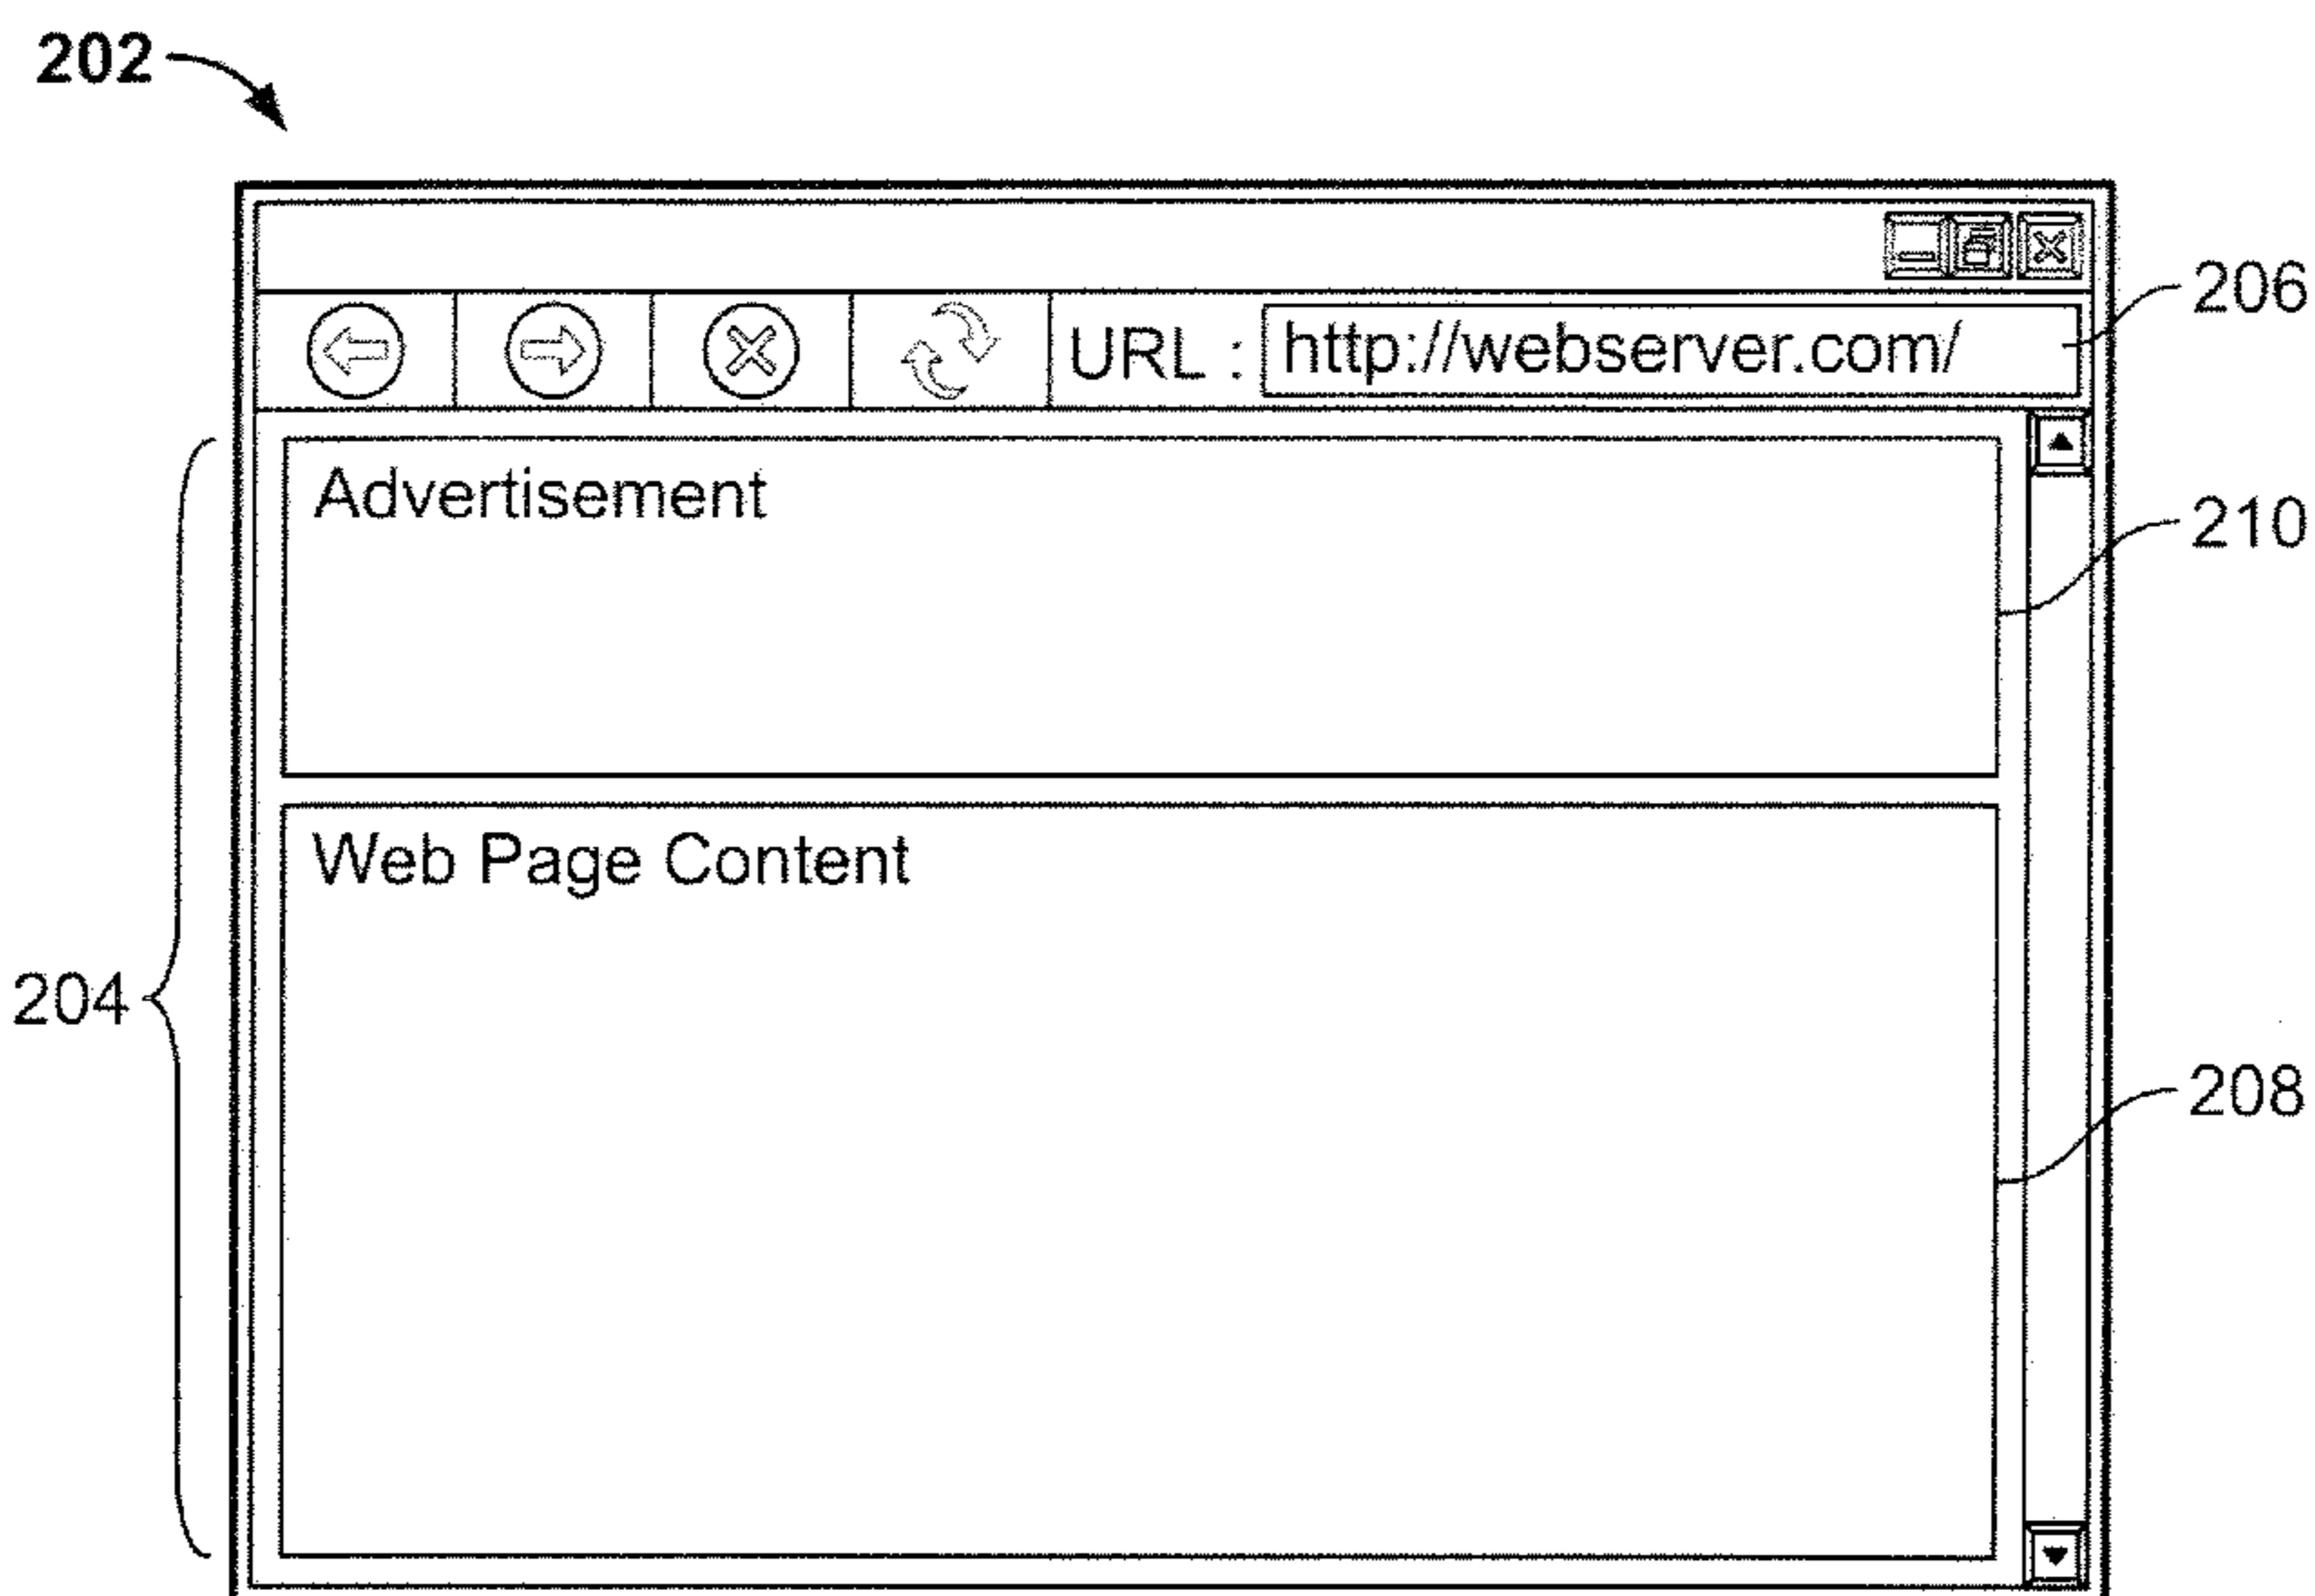 202
206
URL : http://webserver.com/
Advertisement
210
Web Page Content
204
208